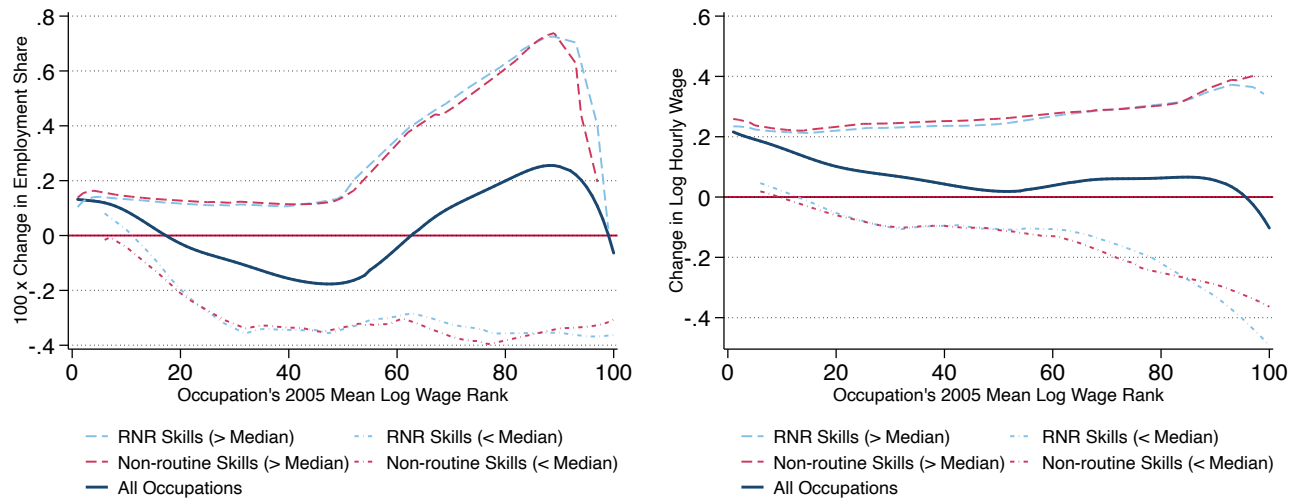 100 x Change in Employment Share
.8
.6
.4
.2
0
-.2
-.4
0 20 40 60 80 100
Occupation's 2005 Mean Log Wage Rank
RNR Skills (> Median) RNR Skills (< Median)
Non-routine Skills (> Median) Non-routine Skills (< Median)
All Occupations
Change in Log Hourly Wage
.6
.4
.2
0
-.2
-.4
0 20 40 60 80 100
Occupation's 2005 Mean Log Wage Rank
RNR Skills (> Median) RNR Skills (< Median)
Non-routine Skills (> Median) Non-routine Skills (< Median)
All Occupations